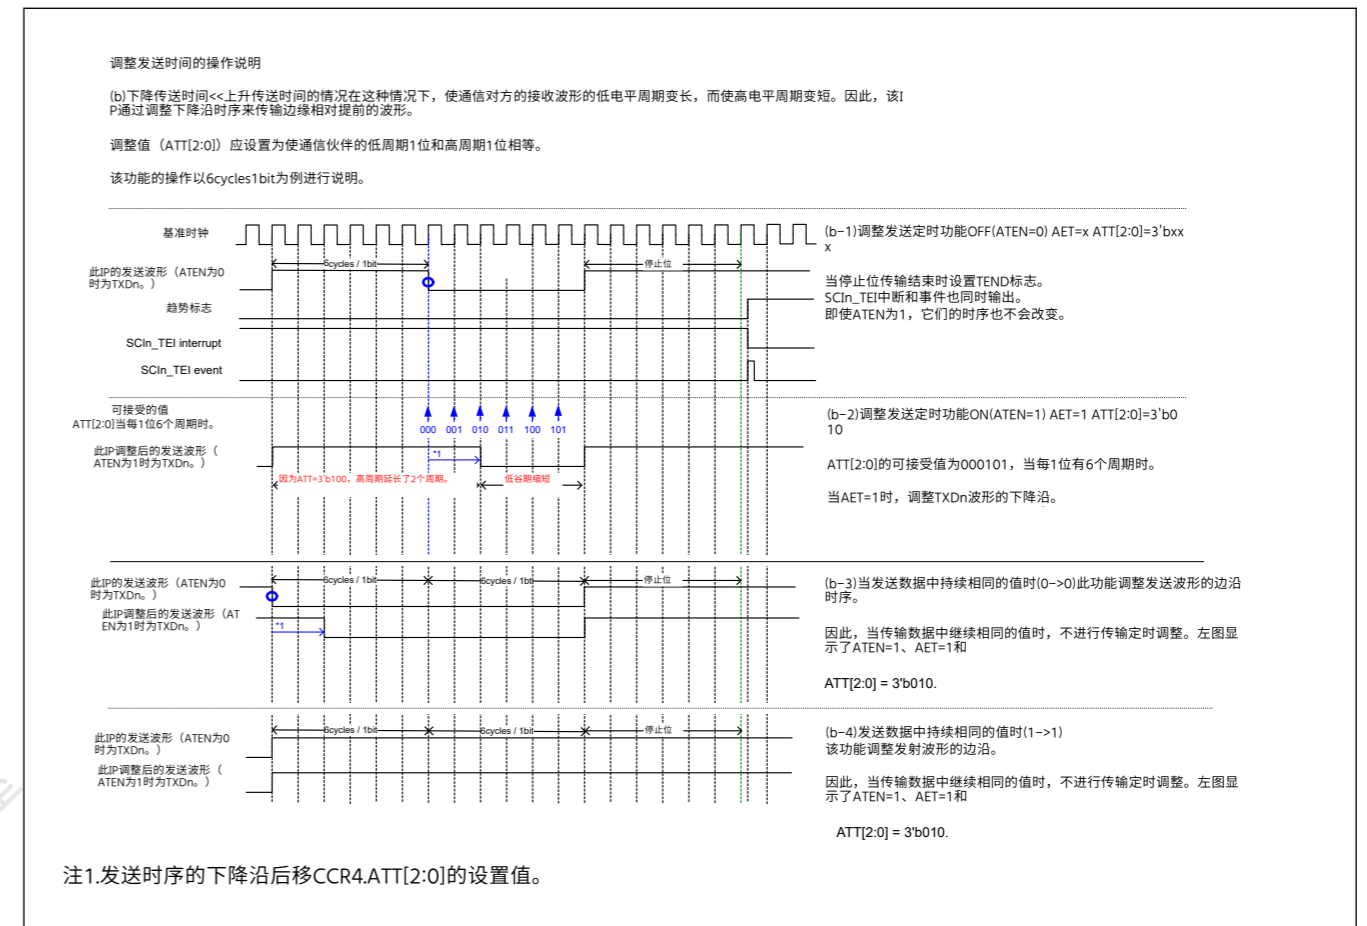 调整发送时间的操作说明
(b)下降传送时间<<上升传送时间的情况在这种情况下，使通信对方的接收波形的低电平周期变长，而使高电平周期变短。因此，该I
P通过调整下降沿时序来传输边缘相对提前的波形。
调整值（ATT[2:0]）应设置为使通信伙伴的低周期1位和高周期1位相等。
该功能的操作以6cycles1bit为例进行说明。
基准时钟
(b-1)调整发送定时功能OFF(ATEN=0) AET=x ATT[2:0]=3'bxx
x
6cycles / 1bit
停止位
此IP的发送波形（ATEN为0
时为TXDn。）
当停止位传输结束时设置TEND标志。
SCIn_TEI中断和事件也同时输出。
即使ATEN为1，它们的时序也不会改变。
趋势标志
SCIn_TEI interrupt
SCIn_TEI event
可接受的值
ATT[2:0]当每1位6个周期时。
000 001 010 011 100 101
(b-2)调整发送定时功能ON(ATEN=1) AET=1 ATT[2:0]=3'b0
10
此IP调整后的发送波形（
ATEN为1时为TXDn。）
*1
因为ATT=3'b100，高周期延长了2个周期。
低谷期缩短
ATT[2:0]的可接受值为000101，当每1位有6个周期时。
当AET=1时，调整TXDn波形的下降沿。
此IP的发送波形（ATEN为0
时为TXDn。）
6cycles / 1bit
6cycles / 1bit
停止位
此IP调整后的发送波形（AT
EN为1时为TXDn。）
*1
(b-3)当发送数据中持续相同的值时(0->0)此功能调整发送波形的边沿
时序。
因此，当传输数据中继续相同的值时，不进行传输定时调整。左图显
示了ATEN=1、AET=1和
ATT[2:0] = 3'b010.
此IP的发送波形（ATEN为0
时为TXDn。）
6cycles / 1bit
6cycles / 1bit
停止位
此IP调整后的发送波形（
ATEN为1时为TXDn。）
(b-4)发送数据中持续相同的值时(1->1)
该功能调整发射波形的边沿。
因此，当传输数据中继续相同的值时，不进行传输定时调整。左图显
示了ATEN=1、AET=1和
ATT[2:0] = 3'b010.
注1.发送时序的下降沿后移CCR4.ATT[2:0]的设置值。